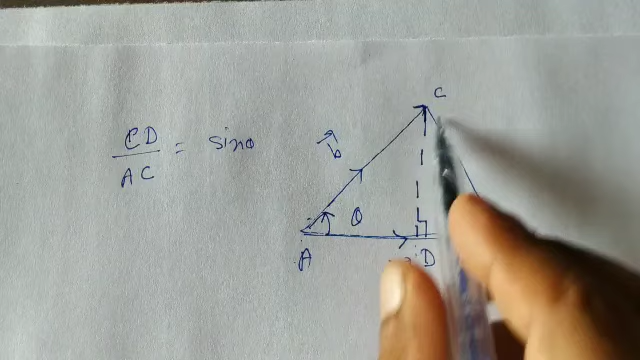 C
CD / AC = sinθ
b⃗
θ
A D